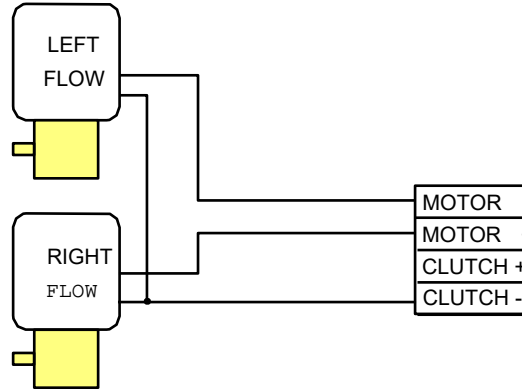 LEFT
FLOW
RIGHT
FLOW
MOTOR
MOTOR
CLUTCH +
CLUTCH -